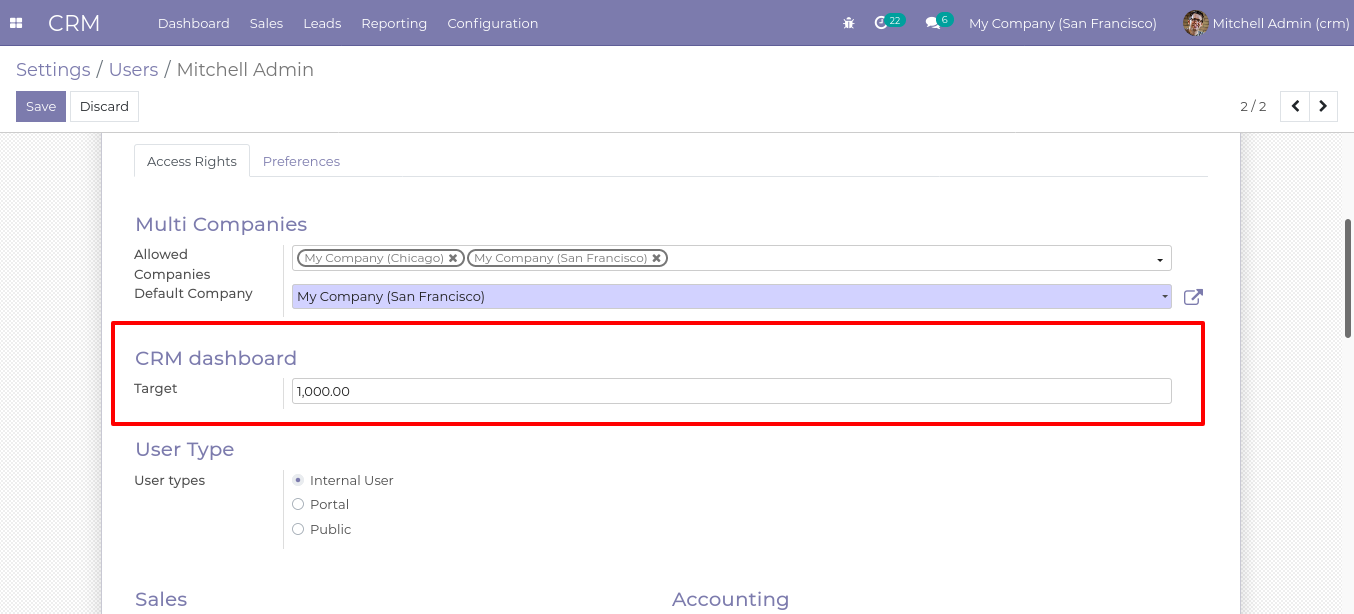 CRM Dashboard Sales Leads Reporting Configuration 22 6 My Company (San Francisco) Mitchell Admin (crm)
Settings / Users / Mitchell Admin
Save Discard 2 / 2
Access Rights Preferences
Multi Companies
Allowed Companies My Company (Chicago) My Company (San Francisco)
Default Company My Company (San Francisco)
CRM dashboard
Target 1,000.00
User Type
User types Internal User
Portal
Public
Sales Accounting